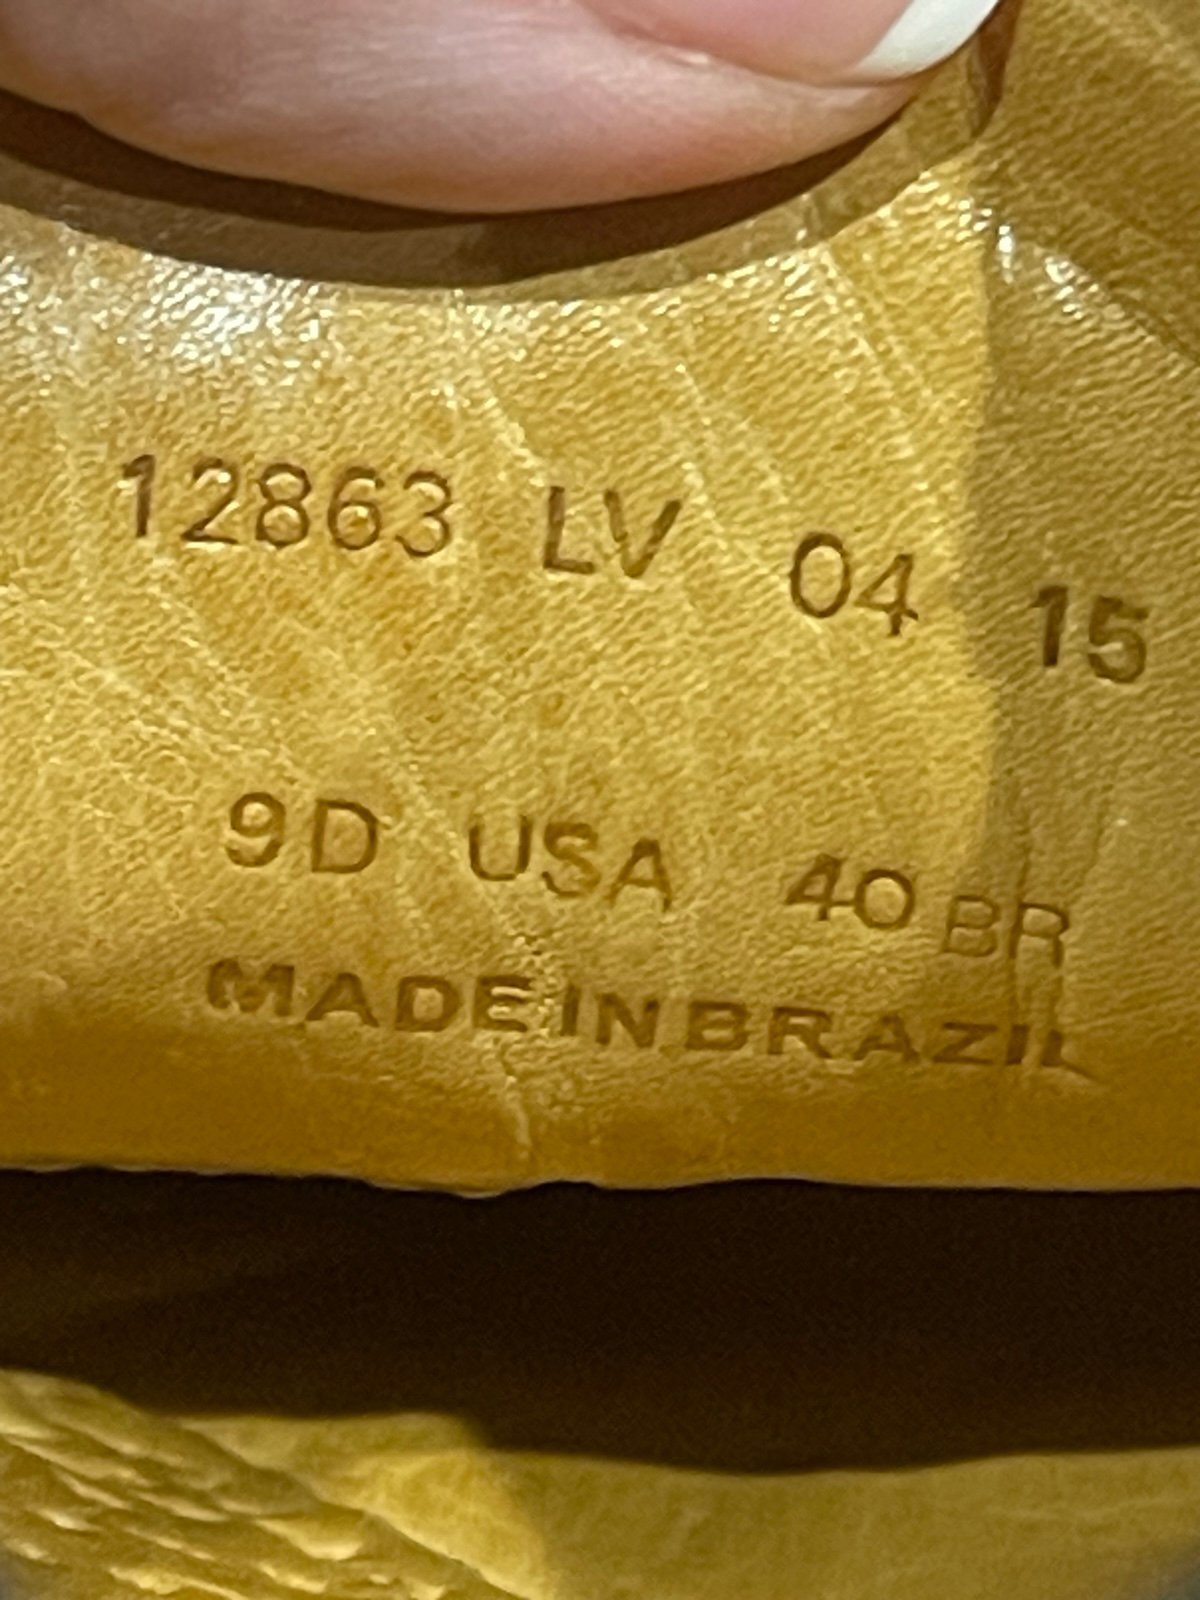 12863 LV 04 15
9D USA 40 BR
MADE IN BRAZIL